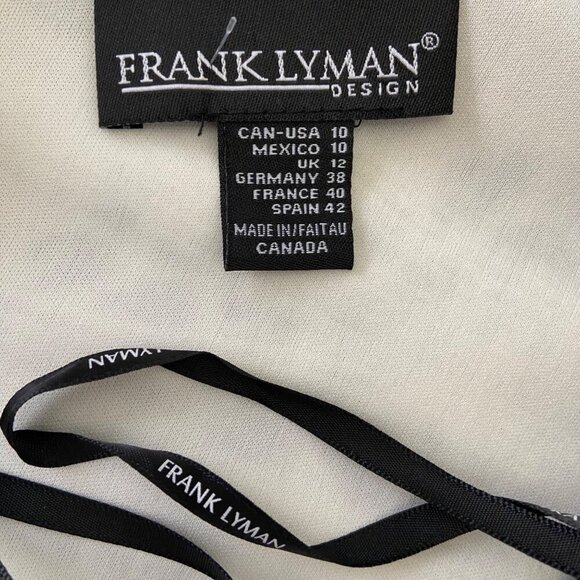 FRANK LYMAN®
DESIGN
CAN-USA 10
MEXICO 10
UK 12
GERMANY 38
FRANCE 40
SPAIN 42
MADE IN/FAIT AU
CANADA
LYMAN
FRANK LYMAN